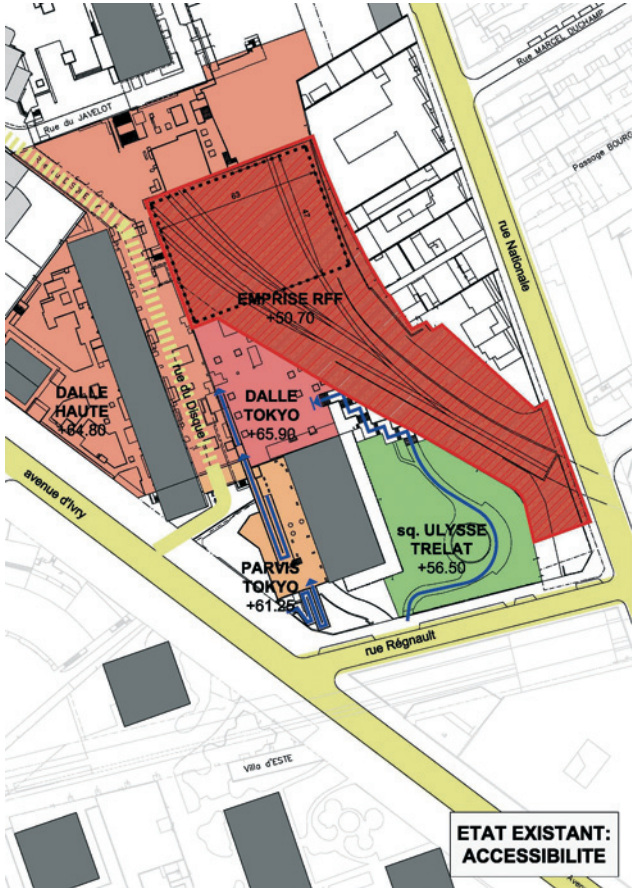 Rue MARCEL DUCHAMP
Rue du JAVELOT
Passage BOURG
rue Nationale
63
47
EMPRISE RFF
+50.70
DALLE
HAUTE
+64.80
rue du Disque
DALLE
TOKYO
+65.90
avenue d'Ivry
sq. ULYSSE
TRELAT
+56.50
PARVIS
TOKYO
+61.25
rue Régnault
Villa d'ESTE
ETAT EXISTANT:
ACCESSIBILITE